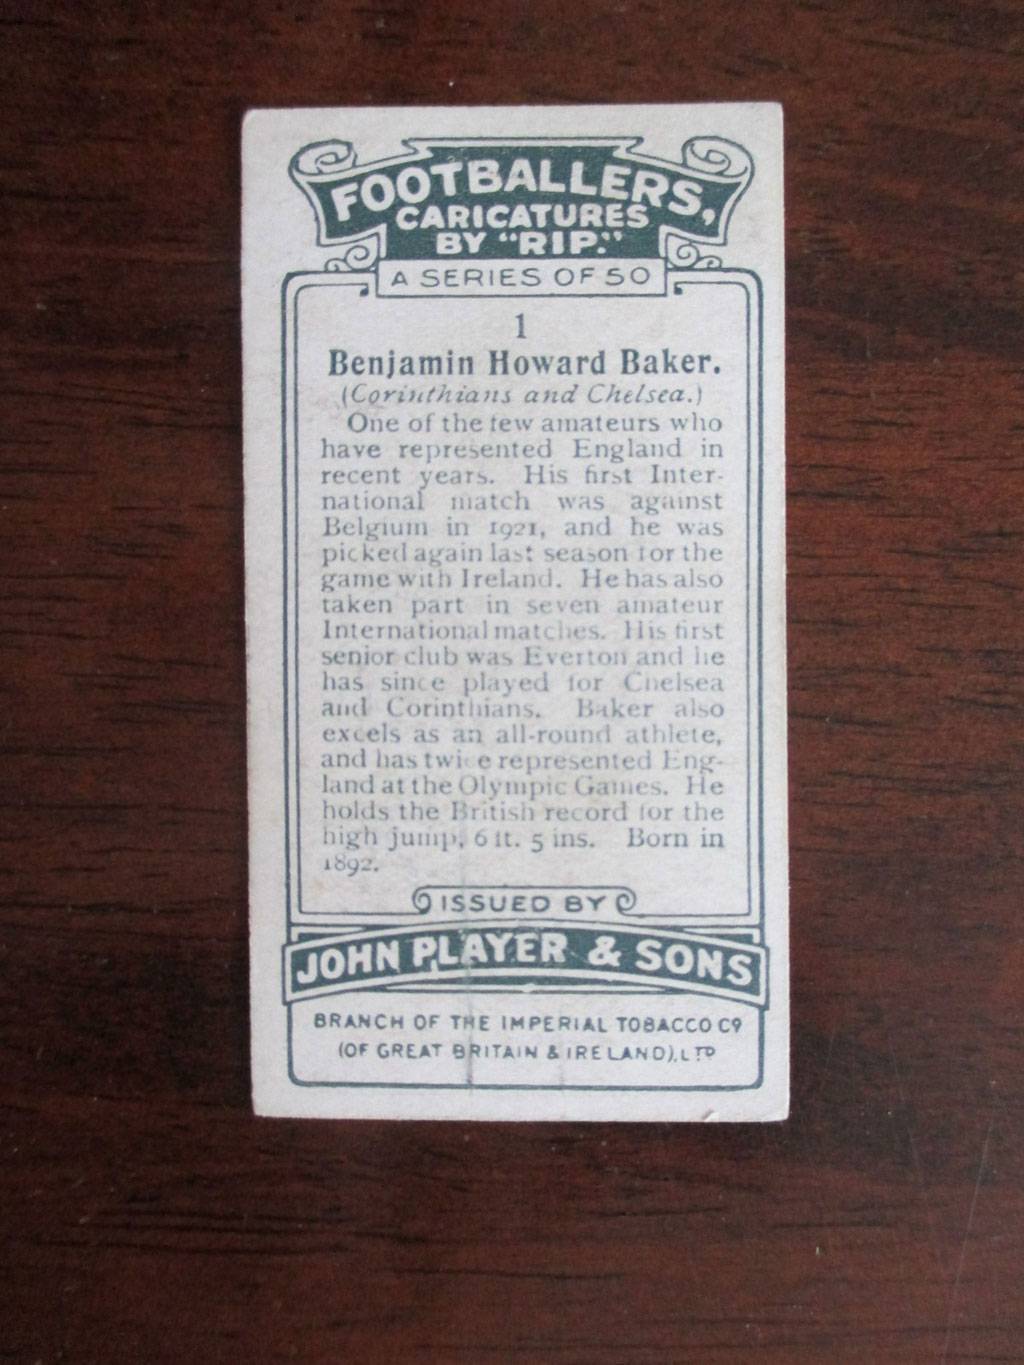 FOOTBALLERS,
CARICATURES
BY "RIP."
A SERIES OF 50
1
Benjamin Howard Baker.
(Corinthians and Chelsea.)
One of the few amateurs who
have represented England in
recent years. His first Inter-
national match was against
Belgium in 1921, and he was
picked again last season for the
game with Ireland. He has also
taken part in seven amateur
International matches. His first
senior club was Everton and he
has since played for Chelsea
and Corinthians. Baker also
excels as an all-round athlete,
and has twice represented Eng-
land at the Olympic Games. He
holds the British record for the
high jump, 6 ft. 5 ins. Born in
1892.
ISSUED BY
JOHN PLAYER & SONS
BRANCH OF THE IMPERIAL TOBACCO CO
(OF GREAT BRITAIN & IRELAND), LTD